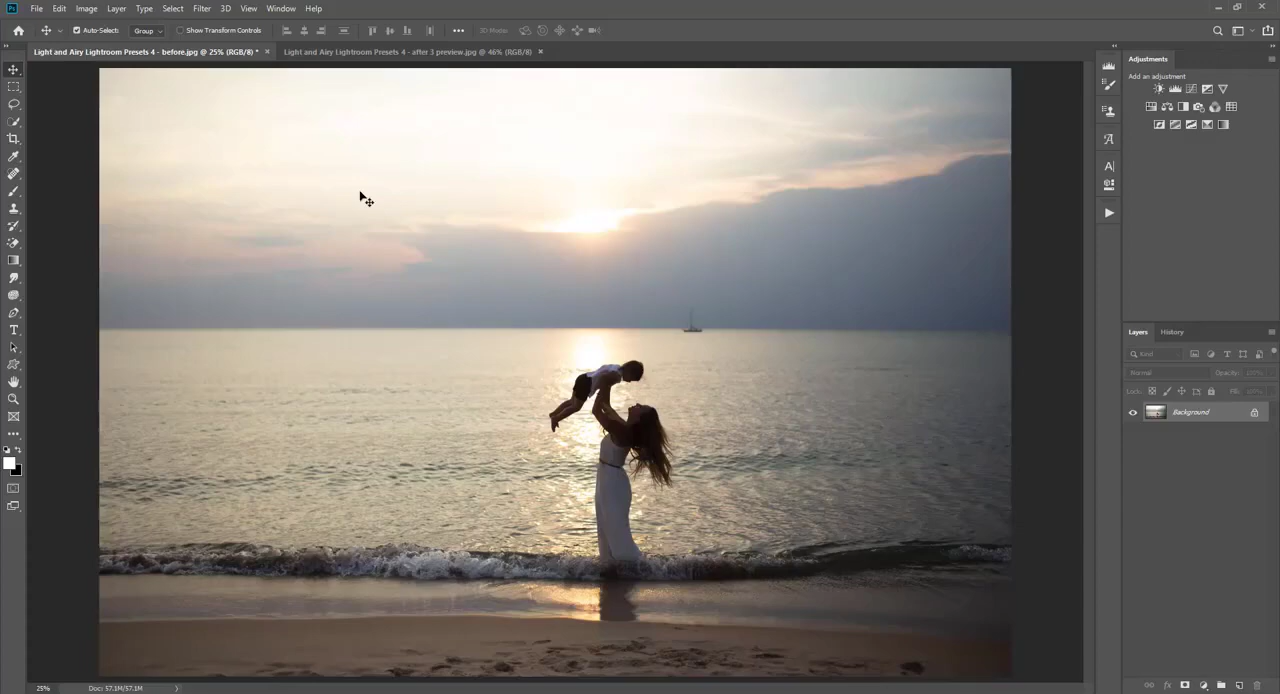 Ps File Edit Image Layer Type Select Filter 3D View Window Help
Auto-Select: Group Show Transform Controls 3D Mode:
Light and Airy Lightroom Presets 4 - before.jpg @ 25% (RGB/8) * × Light and Airy Lightroom Presets 4 - after 3 preview.jpg @ 46% (RGB/8) ×
Adjustments
Add an adjustment
Layers History
Kind
Normal Opacity: 100%
Lock: Fill: 100%
Background
25% Doc: 57.1M/57.1M